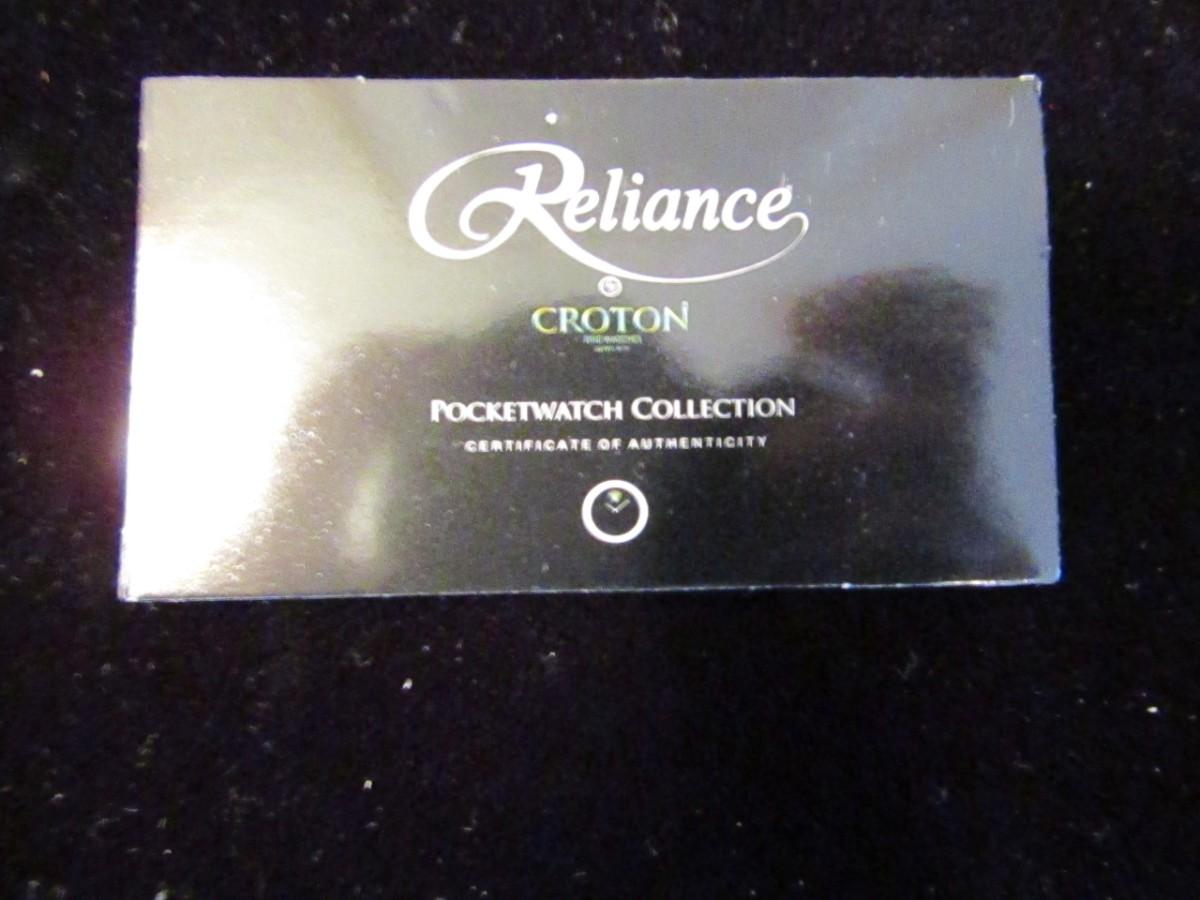 Reliance
CROTON
POCKETWATCH COLLECTION
CERTIFICATE OF AUTHENTICITY